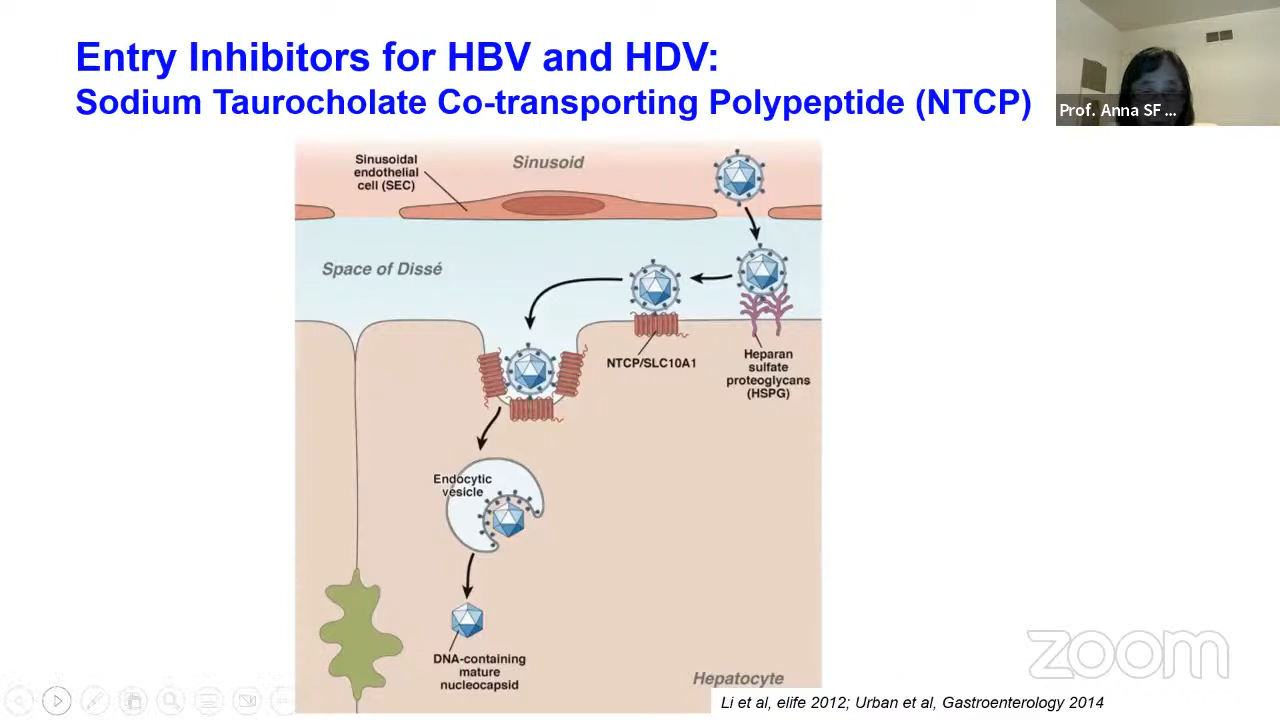 Entry Inhibitors for HBV and HDV:
Sodium Taurocholate Co-transporting Polypeptide (NTCP)
Prof. Anna SF ...
Sinusoidal
endothelial
cell (SEC)
Sinusoid
Space of Dissé
NTCP/SLC10A1
Heparan
sulfate
proteoglycans
(HSPG)
Endocytic
vesicle
DNA-containing
mature
nucleocapsid
Hepatocyte
zoom
Li et al, elife 2012; Urban et al, Gastroenterology 2014